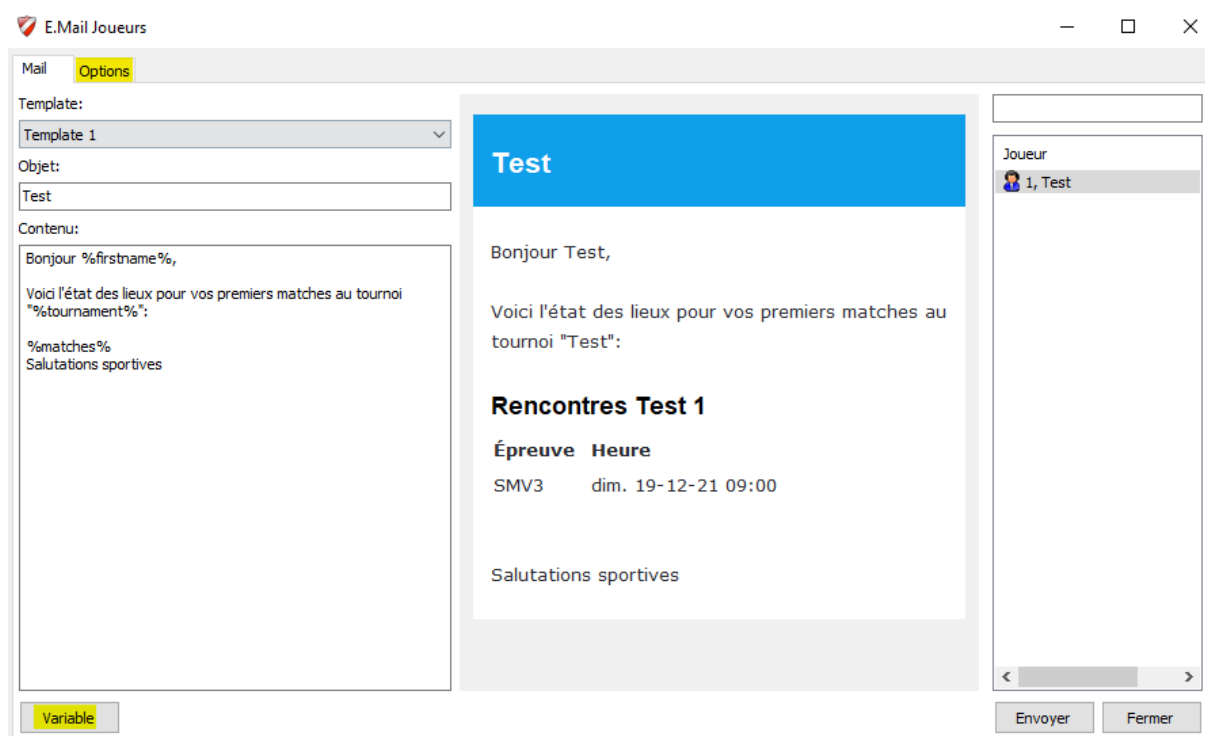 E.Mail Joueurs
Mail Options
Template:
Template 1
Objet:
Test
Contenu:
Bonjour %firstname%,
Voici l'état des lieux pour vos premiers matches au tournoi
"%tournament%":
%matches%
Salutations sportives
Variable
Test
Bonjour Test,
Voici l'état des lieux pour vos premiers matches au
tournoi "Test":
Rencontres Test 1
Épreuve Heure
SMV3 dim. 19-12-21 09:00
Salutations sportives
Joueur
1, Test
Envoyer Fermer